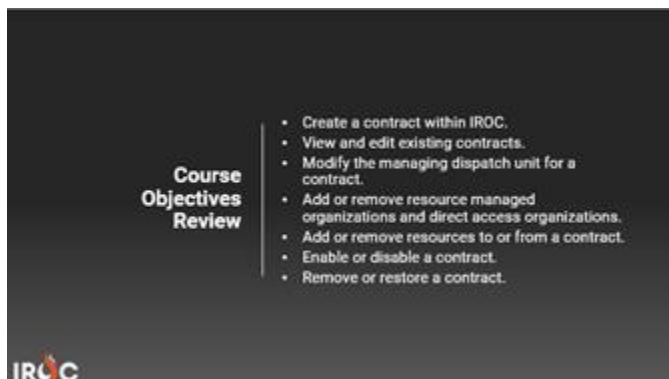 Course
Objectives
Review
• Create a contract within IROC.
• View and edit existing contracts.
• Modify the managing dispatch unit for a
contract.
• Add or remove resource managed
organizations and direct access organizations.
• Add or remove resources to or from a contract.
• Enable or disable a contract.
• Remove or restore a contract.
IROC